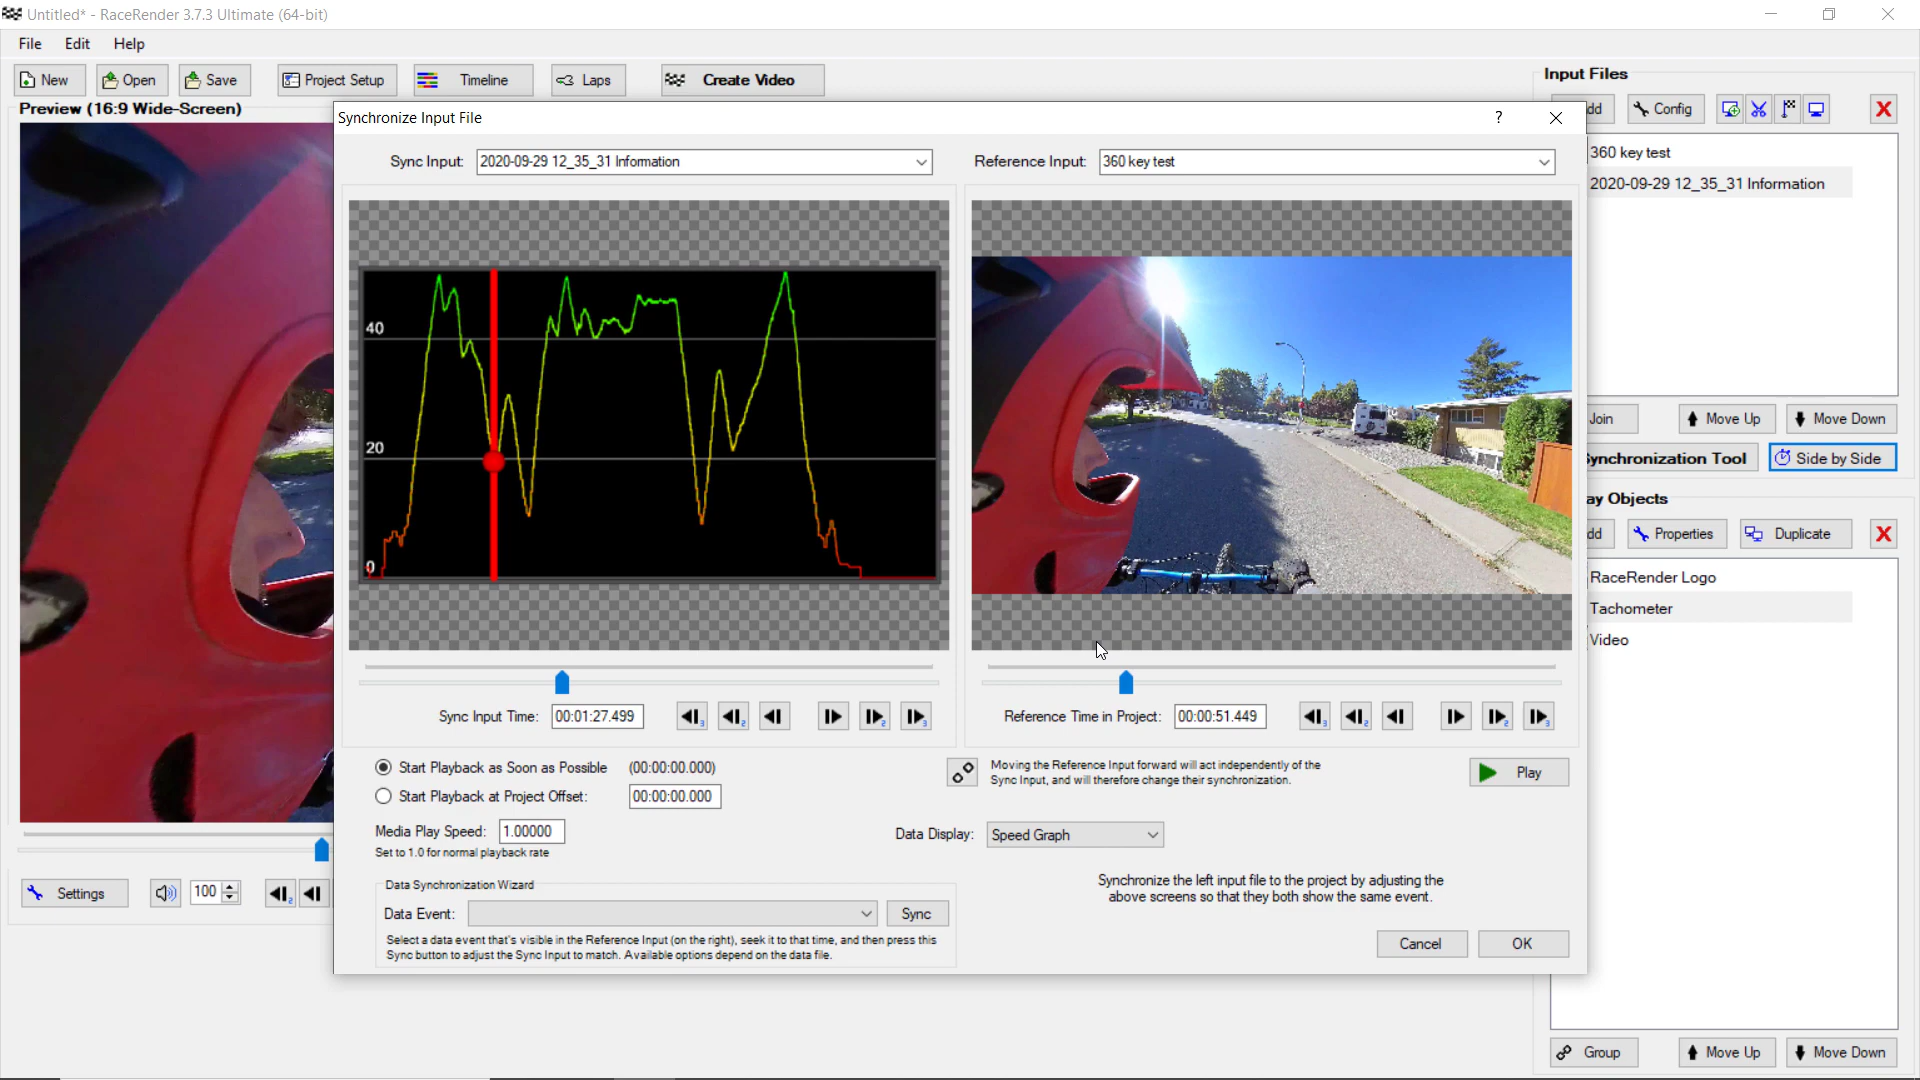 Untitled* - RaceRender 3.7.3 Ultimate (64-bit)
File Edit Help
New Open Save Project Setup Timeline Laps Create Video
Input Files
Preview (16:9 Wide-Screen)
Synchronize Input File
?
dd Config
Sync Input: 2020-09-29 12_35_31 Information
Reference Input: 360 key test
360 key test
2020-09-29 12_35_31 Information
40
20
0
Join Move Up Move Down
ynchronization Tool Side by Side
ay Objects
dd Properties Duplicate
RaceRender Logo
Tachometer
Video
Sync Input Time: 00:01:27.499
3 2 2 3
Reference Time in Project: 00:00:51.449
3 2 2 3
Start Playback as Soon as Possible (00:00:00.000)
Start Playback at Project Offset: 00:00:00.000
Moving the Reference Input forward will act independently of the
Sync Input, and will therefore change their synchronization.
Play
Media Play Speed: 1.00000
Set to 1.0 for normal playback rate
Data Display: Speed Graph
Settings 100 2
Data Synchronization Wizard
Data Event: Sync
Select a data event that's visible in the Reference Input (on the right), seek it to that time, and then press this
Sync button to adjust the Sync Input to match. Available options depend on the data file.
Synchronize the left input file to the project by adjusting the
above screens so that they both show the same event.
Cancel OK
Group Move Up Move Down